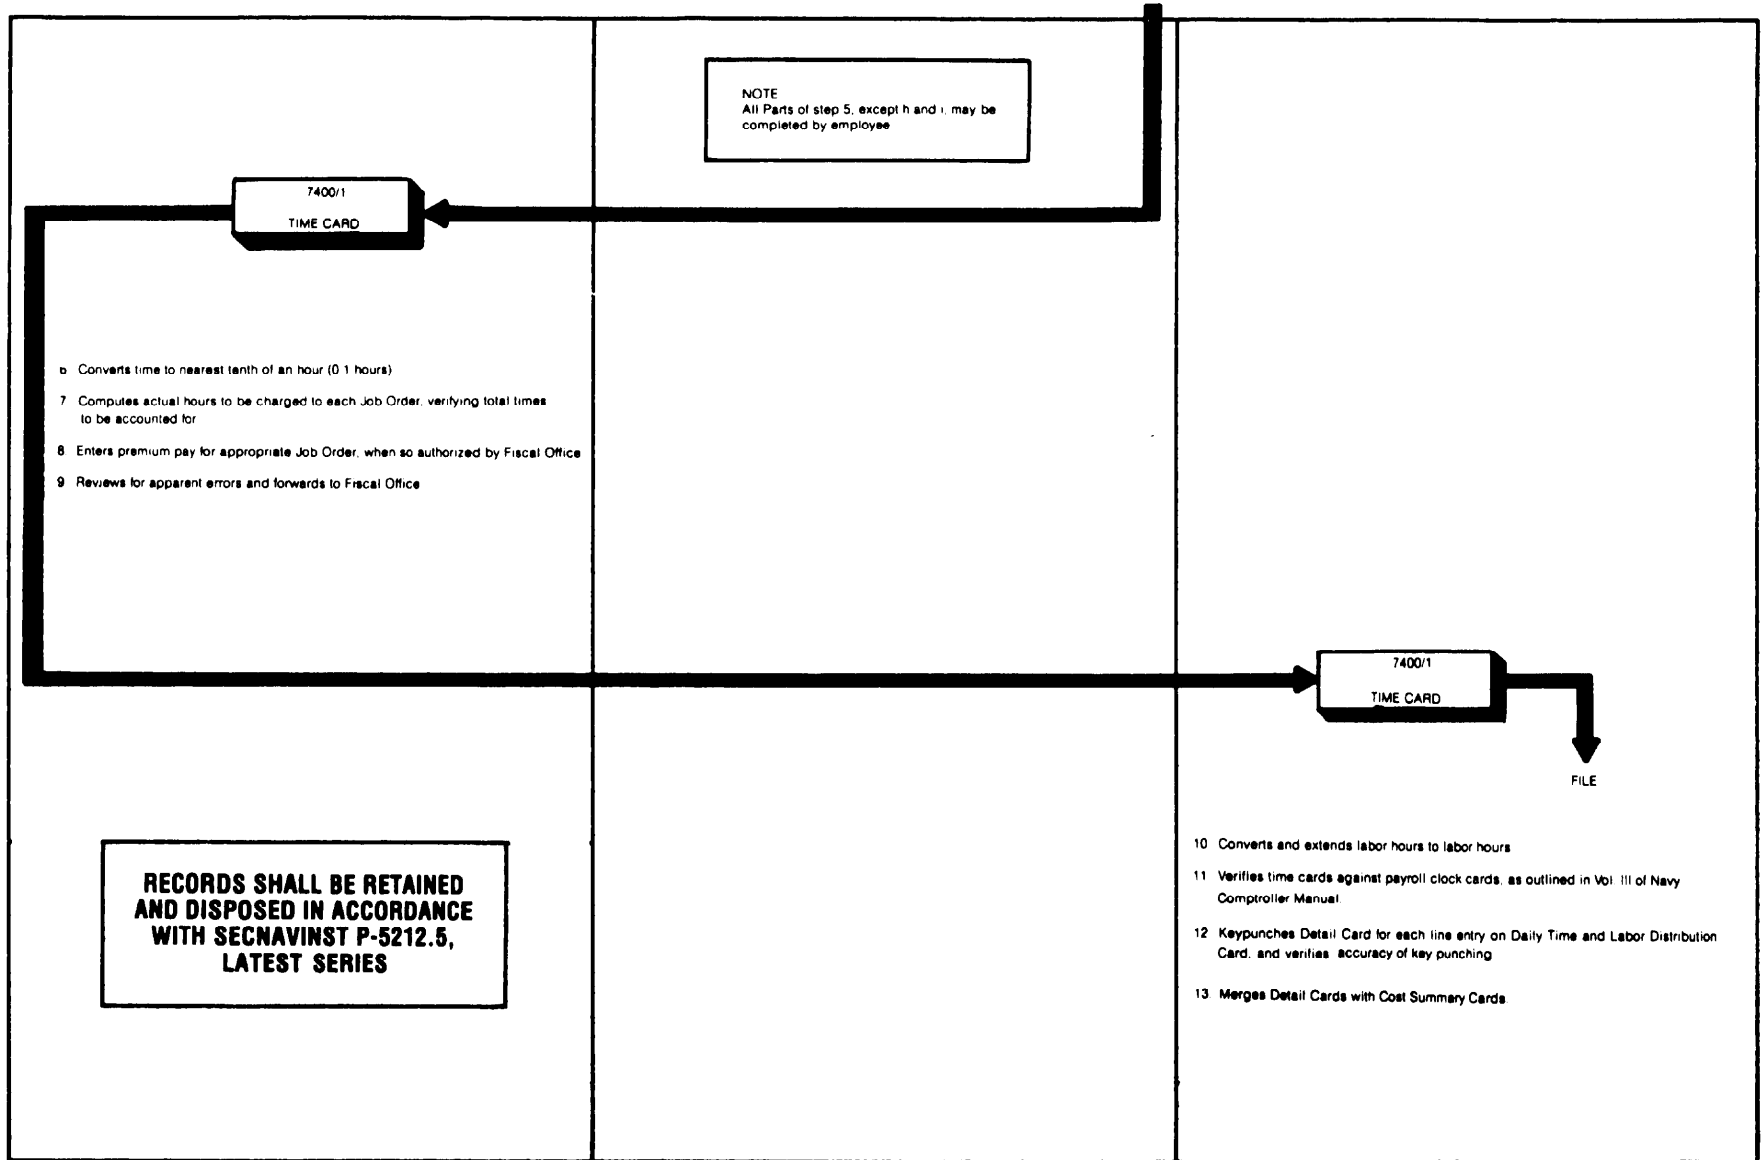 NOTE
All Parts of step 5, except h and i, may be
completed by employee
7400/1
TIME CARD
b Converts time to nearest tenth of an hour (0 1 hours)
7 Computes actual hours to be charged to each Job Order, verifying total times
to be accounted for
8 Enters premium pay for appropriate Job Order, when so authorized by Fiscal Office
9 Reviews for apparent errors and forwards to Fiscal Office
7400/1
TIME CARD
FILE
RECORDS SHALL BE RETAINED
AND DISPOSED IN ACCORDANCE
WITH SECNAVINST P-5212.5,
LATEST SERIES
10 Converts and extends labor hours to labor hours
11 Verifies time cards against payroll clock cards, as outlined in Vol III of Navy
Comptroller Manual.
12 Keypunches Detail Card for each line entry on Daily Time and Labor Distribution
Card, and verifies accuracy of key punching
13 Merges Detail Cards with Cost Summary Cards